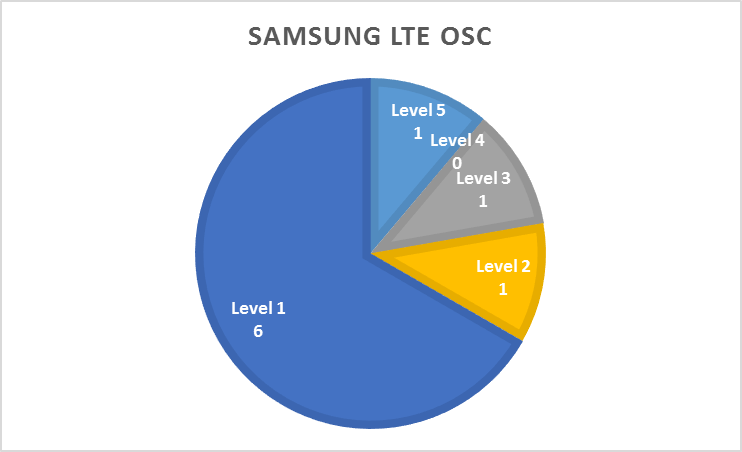 SAMSUNG LTE OSC
Level 5
1
Level 4
0
Level 3
1
Level 2
1
Level 1
6